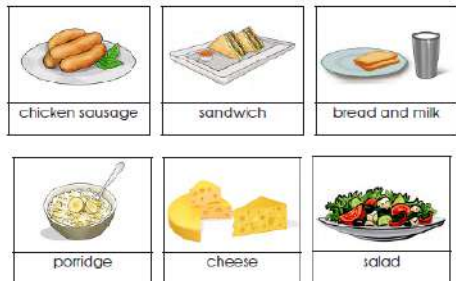 chicken sausage
sandwich
bread and milk
porridge
cheese
salad